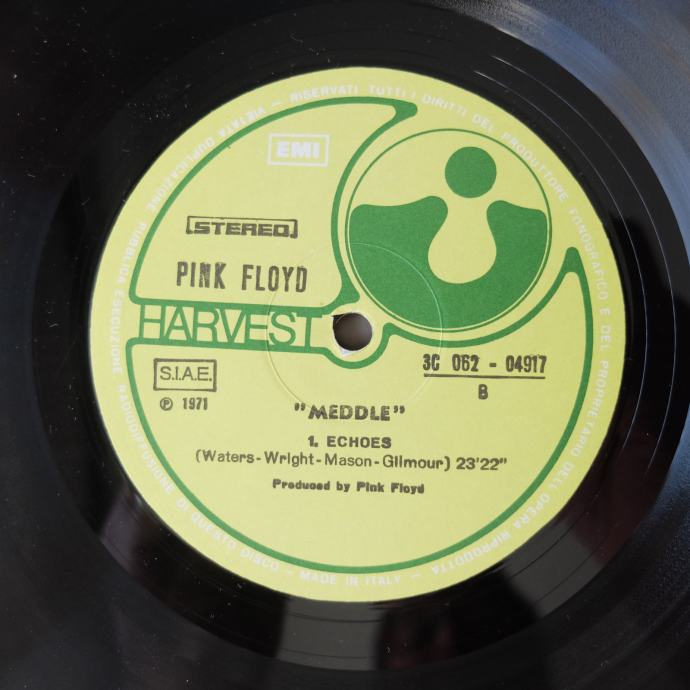 EMI
STEREO
PINK FLOYD
HARVEST
S.I.A.E.
℗ 1971
3C 062 - 04917
B
"MEDDLE"
1. ECHOES
(Waters-Wright-Mason-Gilmour) 23'22"
Produced by Pink Floyd
RISERVATI TUTTI I DIRITTI DEL PRODUTTORE FONOGRAFICO E DEL PROPRIETARIO DELL'OPERA RIPRODOTTA
MADE IN ITALY - VIETATA DUPLICAZIONE PUBBLICA ESECUZIONE RADIODIFFUSIONE DI QUESTO DISCO -